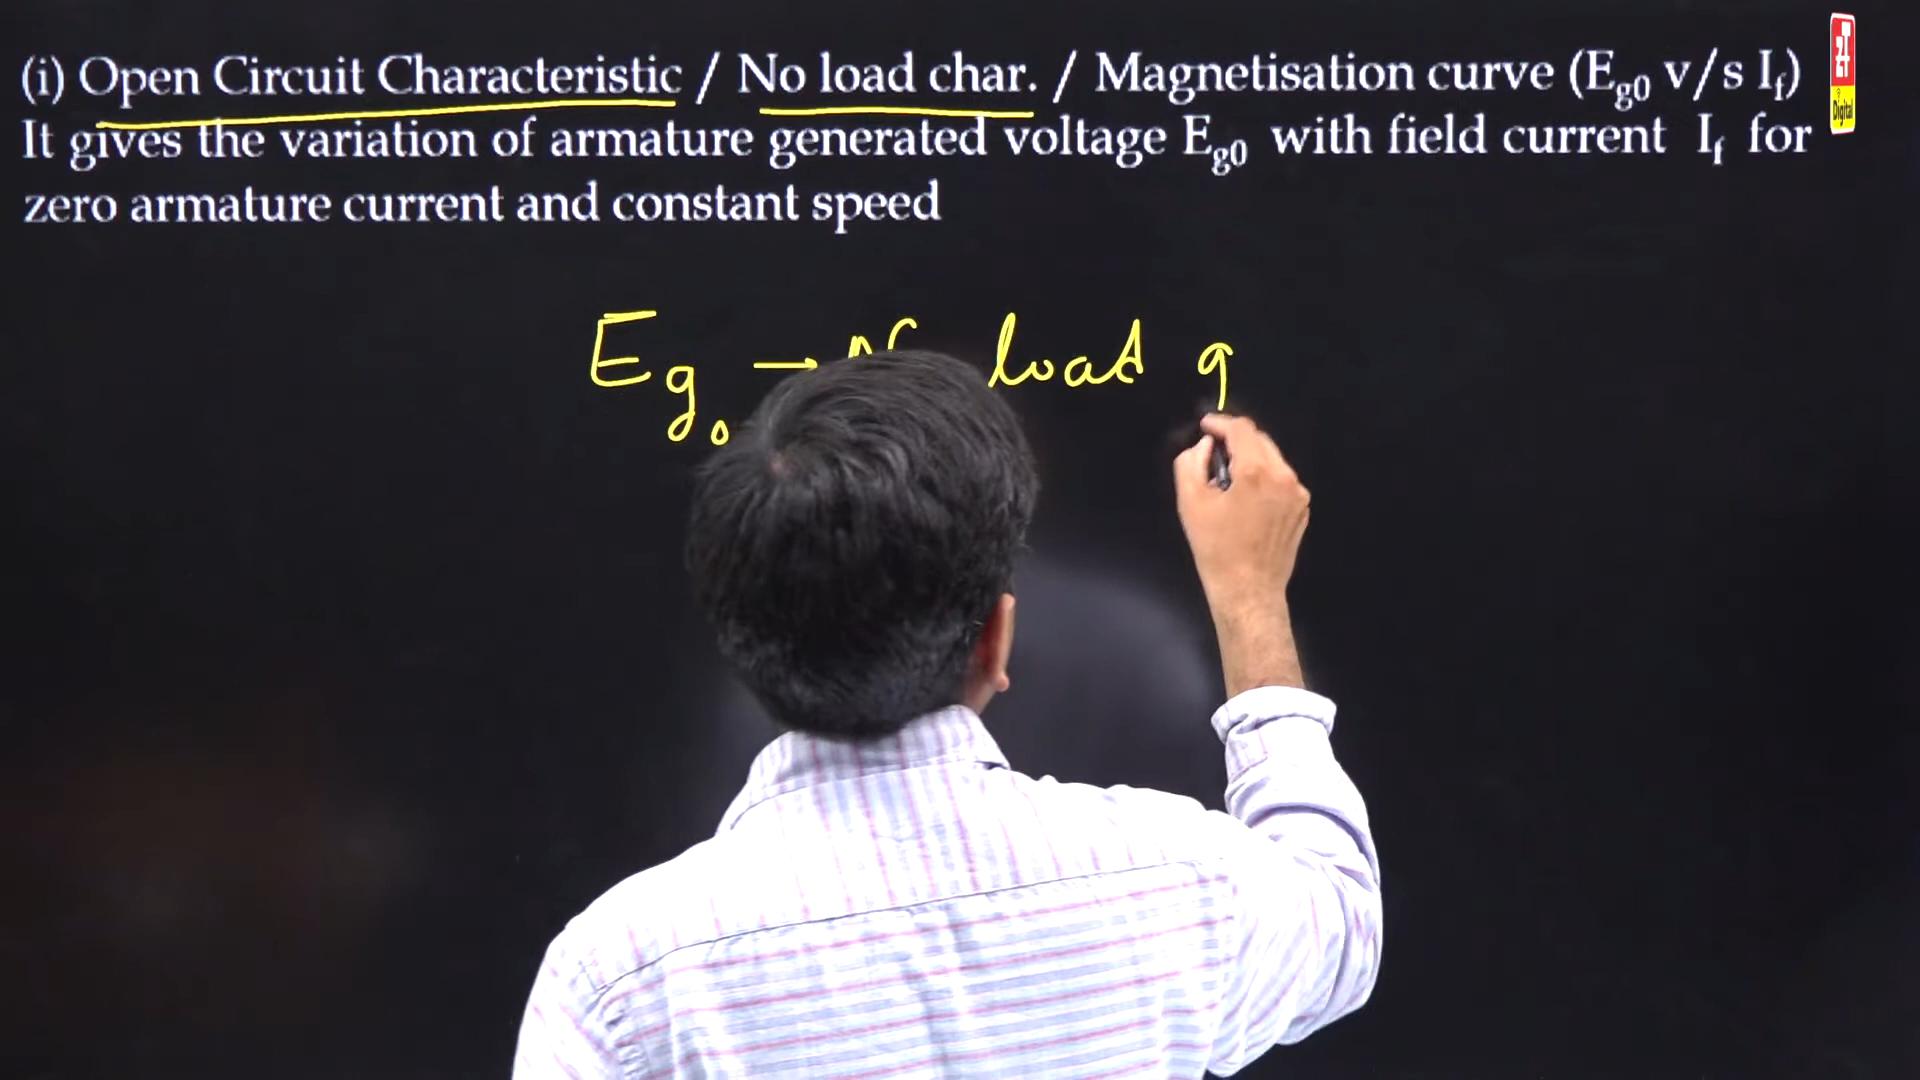 (i) Open Circuit Characteristic / No load char. / Magnetisation curve (Eg0 v/s If)
It gives the variation of armature generated voltage Eg0 with field current If for
zero armature current and constant speed
Eg0 → load g
Digital